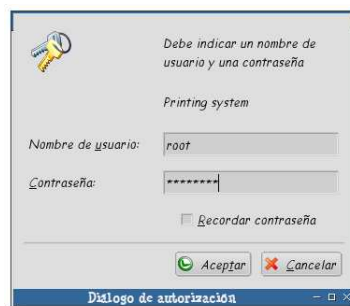 Debe indicar un nombre de
usuario y una contraseña
Printing system
Nombre de usuario: root
Contraseña: ********
Recordar contraseña
Aceptar Cancelar
Diálogo de autorización